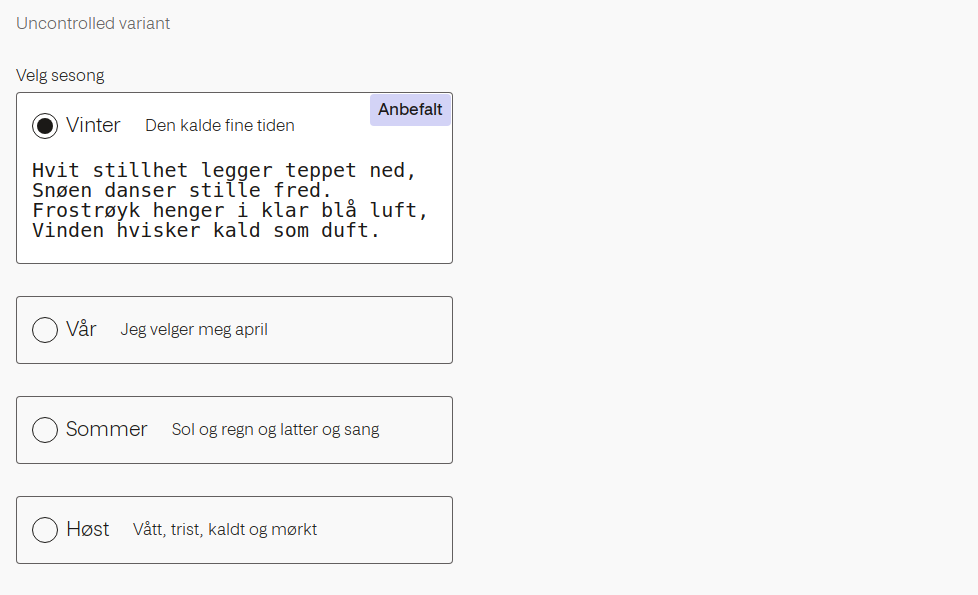 Uncontrolled variant
Velg sesong
Anbefalt
Vinter Den kalde fine tiden
Hvit stillhet legger teppet ned,
Snøen danser stille fred.
Frostrøyk henger i klar blå luft,
Vinden hvisker kald som duft.
Vår Jeg velger meg april
Sommer Sol og regn og latter og sang
Høst Vått, trist, kaldt og mørkt